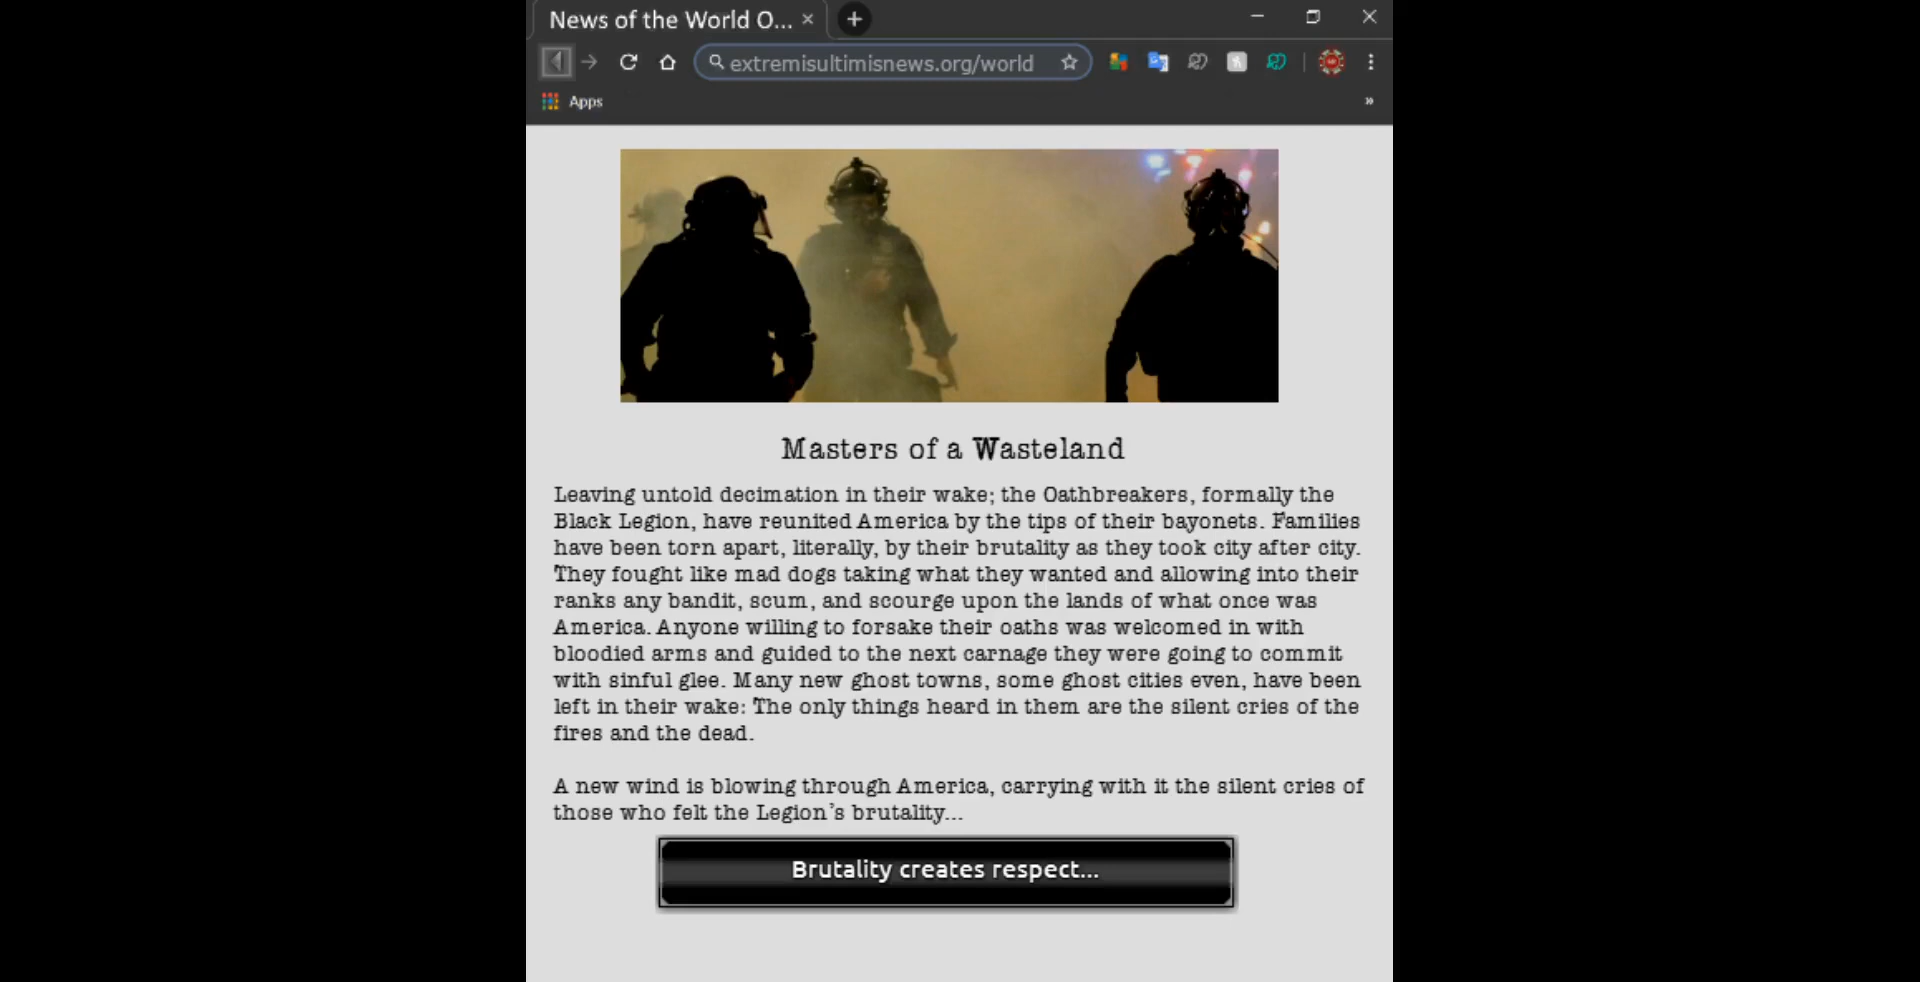 News of the World O...
extremisultimisnews.org/world
Apps
Masters of a Wasteland
Leaving untold decimation in their wake; the Oathbreakers, formally the
Black Legion, have reunited America by the tips of their bayonets. Families
have been torn apart, literally, by their brutality as they took city after city.
They fought like mad dogs taking what they wanted and allowing into their
ranks any bandit, scum, and scourge upon the lands of what once was
America. Anyone willing to forsake their oaths was welcomed in with
bloodied arms and guided to the next carnage they were going to commit
with sinful glee. Many new ghost towns, some ghost cities even, have been
left in their wake: The only things heard in them are the silent cries of the
fires and the dead.
A new wind is blowing through America, carrying with it the silent cries of
those who felt the Legion's brutality...
Brutality creates respect...